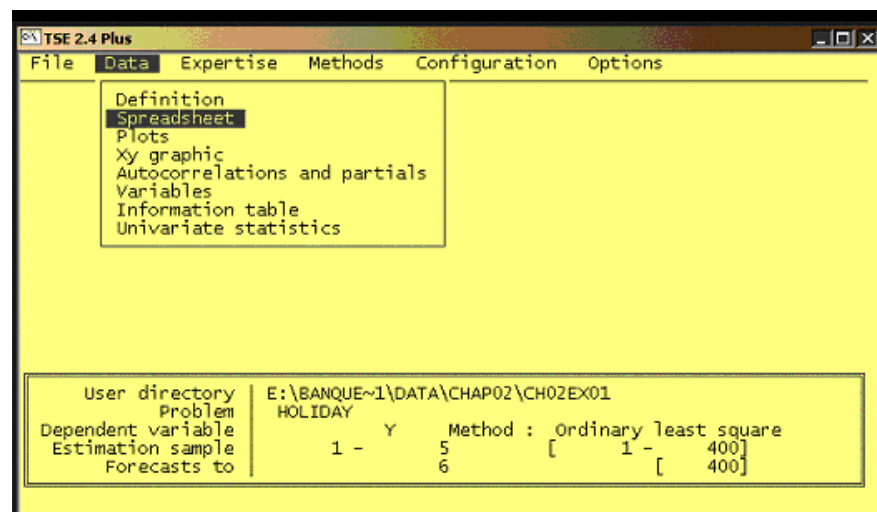 TSE 2.4 Plus
File Data Expertise Methods Configuration Options
Definition
Spreadsheet
Plots
Xy graphic
Autocorrelations and partials
Variables
Information table
Univariate statistics
User directory E:\BANQUE~1\DATA\CHAP02\CH02EX01
Problem HOLIDAY
Dependent variable Y Method : Ordinary least square
Estimation sample 1 - 5 [ 1 - 400]
Forecasts to 6 [ 400]